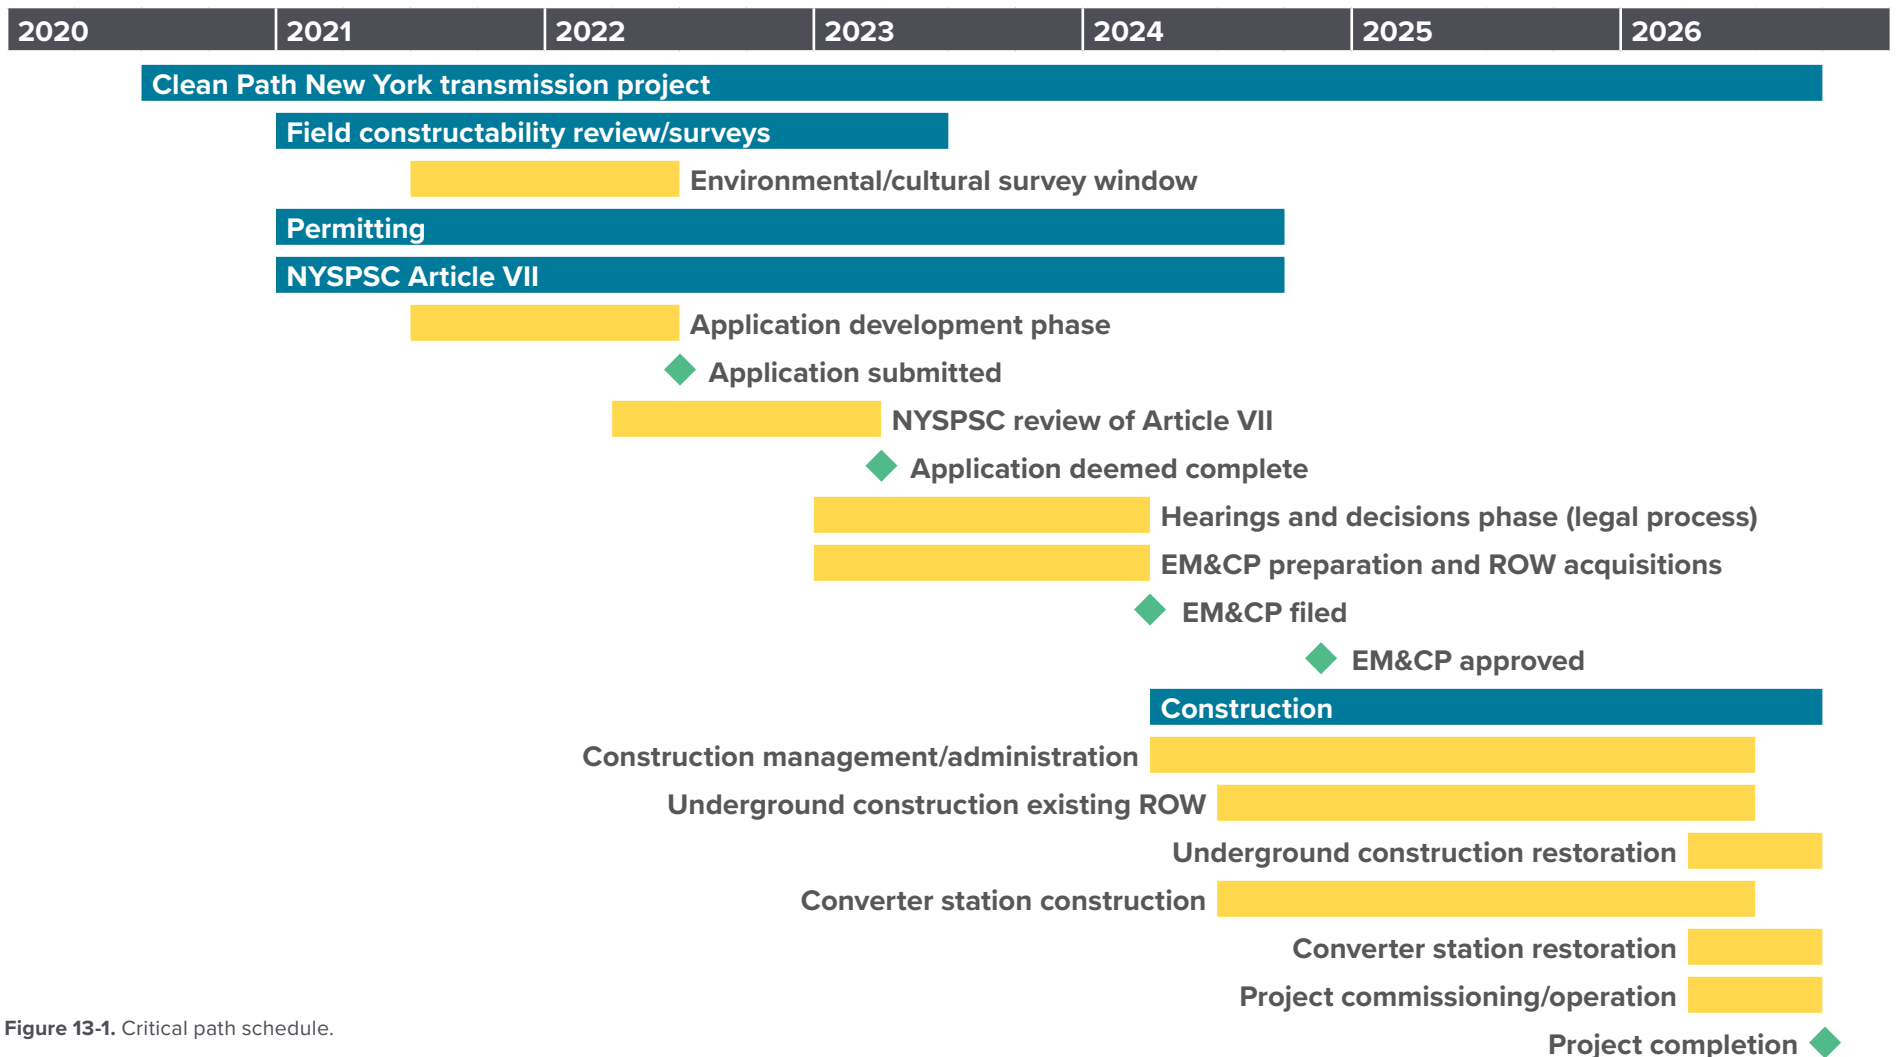 2020 2021 2022 2023 2024 2025 2026
Clean Path New York transmission project
Field constructability review/surveys
Environmental/cultural survey window
Permitting
NYSPSC Article VII
Application development phase
Application submitted
NYSPSC review of Article VII
Application deemed complete
Hearings and decisions phase (legal process)
EM&CP preparation and ROW acquisitions
EM&CP filed
EM&CP approved
Construction
Construction management/administration
Underground construction existing ROW
Underground construction restoration
Converter station construction
Converter station restoration
Project commissioning/operation
Project completion
Figure 13-1. Critical path schedule.